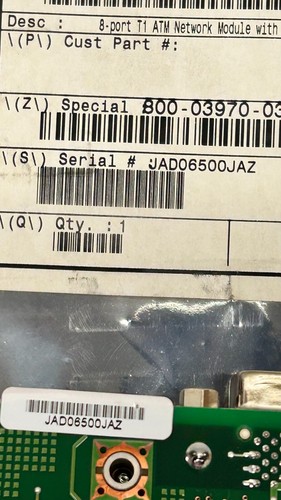 Desc : 8-port T1 ATM Network Module with
\(P\) Cust Part #:
\(Z\) Special 800-03970-03
\(S\) Serial # JAD06500JAZ
\(Q\) Qty. : 1
JAD06500JAZ